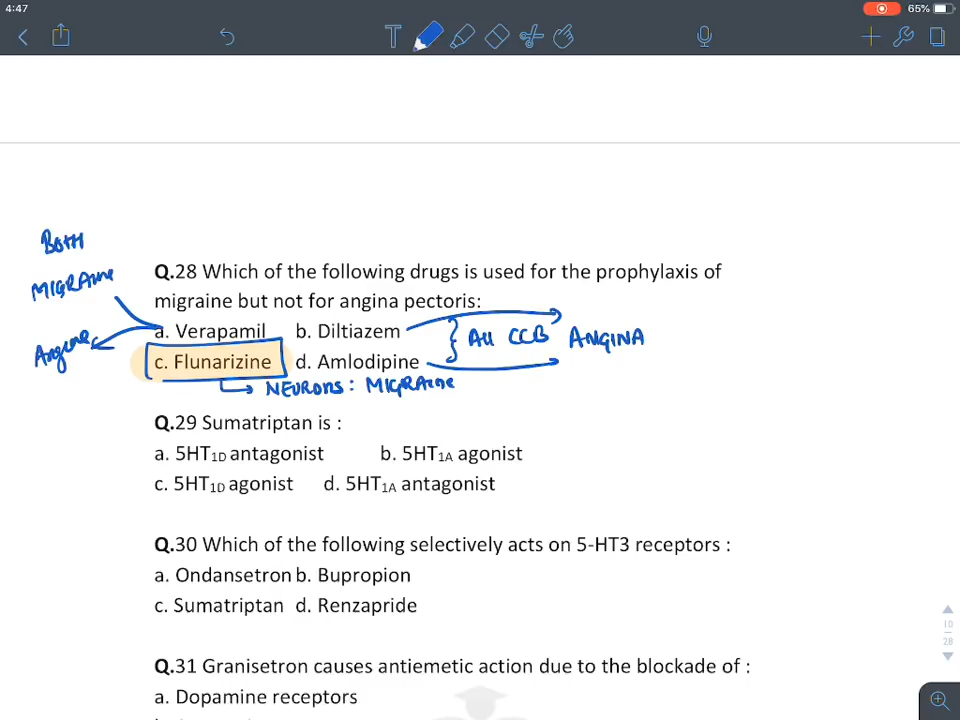 4:47
65%
T
BOTH
MIGRAINE
Angina
Q.28 Which of the following drugs is used for the prophylaxis of
migraine but not for angina pectoris:
a. Verapamil b. Diltiazem
All CCB ANGINA
c. Flunarizine d. Amlodipine
NEURONS: MIGRAINE
Q.29 Sumatriptan is :
a. 5HT1D antagonist b. 5HT1A agonist
c. 5HT1D agonist d. 5HT1A antagonist
Q.30 Which of the following selectively acts on 5-HT3 receptors :
a. Ondansetron b. Bupropion
c. Sumatriptan d. Renzapride
10
28
Q.31 Granisetron causes antiemetic action due to the blockade of :
a. Dopamine receptors